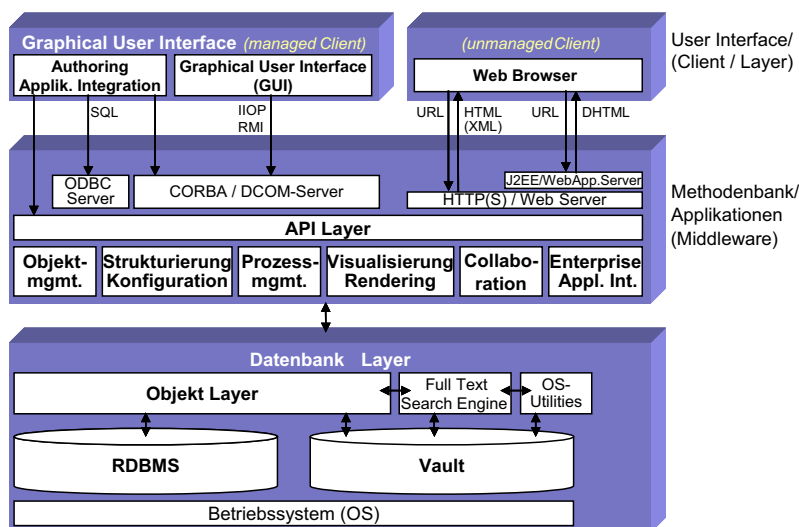 Graphical User Interface (managed Client)
(unmanaged Client)
User Interface/
(Client / Layer)
Authoring
Applik. Integration
Graphical User Interface
(GUI)
Web Browser
SQL
IIOP
RMI
URL
HTML
(XML)
URL
DHTML
ODBC
Server
CORBA / DCOM-Server
J2EE/WebApp.Server
HTTP(S) / Web Server
Methodenbank/
Applikationen
(Middleware)
API Layer
Objekt-
mgmt.
Strukturierung
Konfiguration
Prozess-
mgmt.
Visualisierung
Rendering
Collabo-
ration
Enterprise
Appl. Int.
Datenbank Layer
Objekt Layer
Full Text
Search Engine
OS-
Utilities
RDBMS
Vault
Betriebssystem (OS)